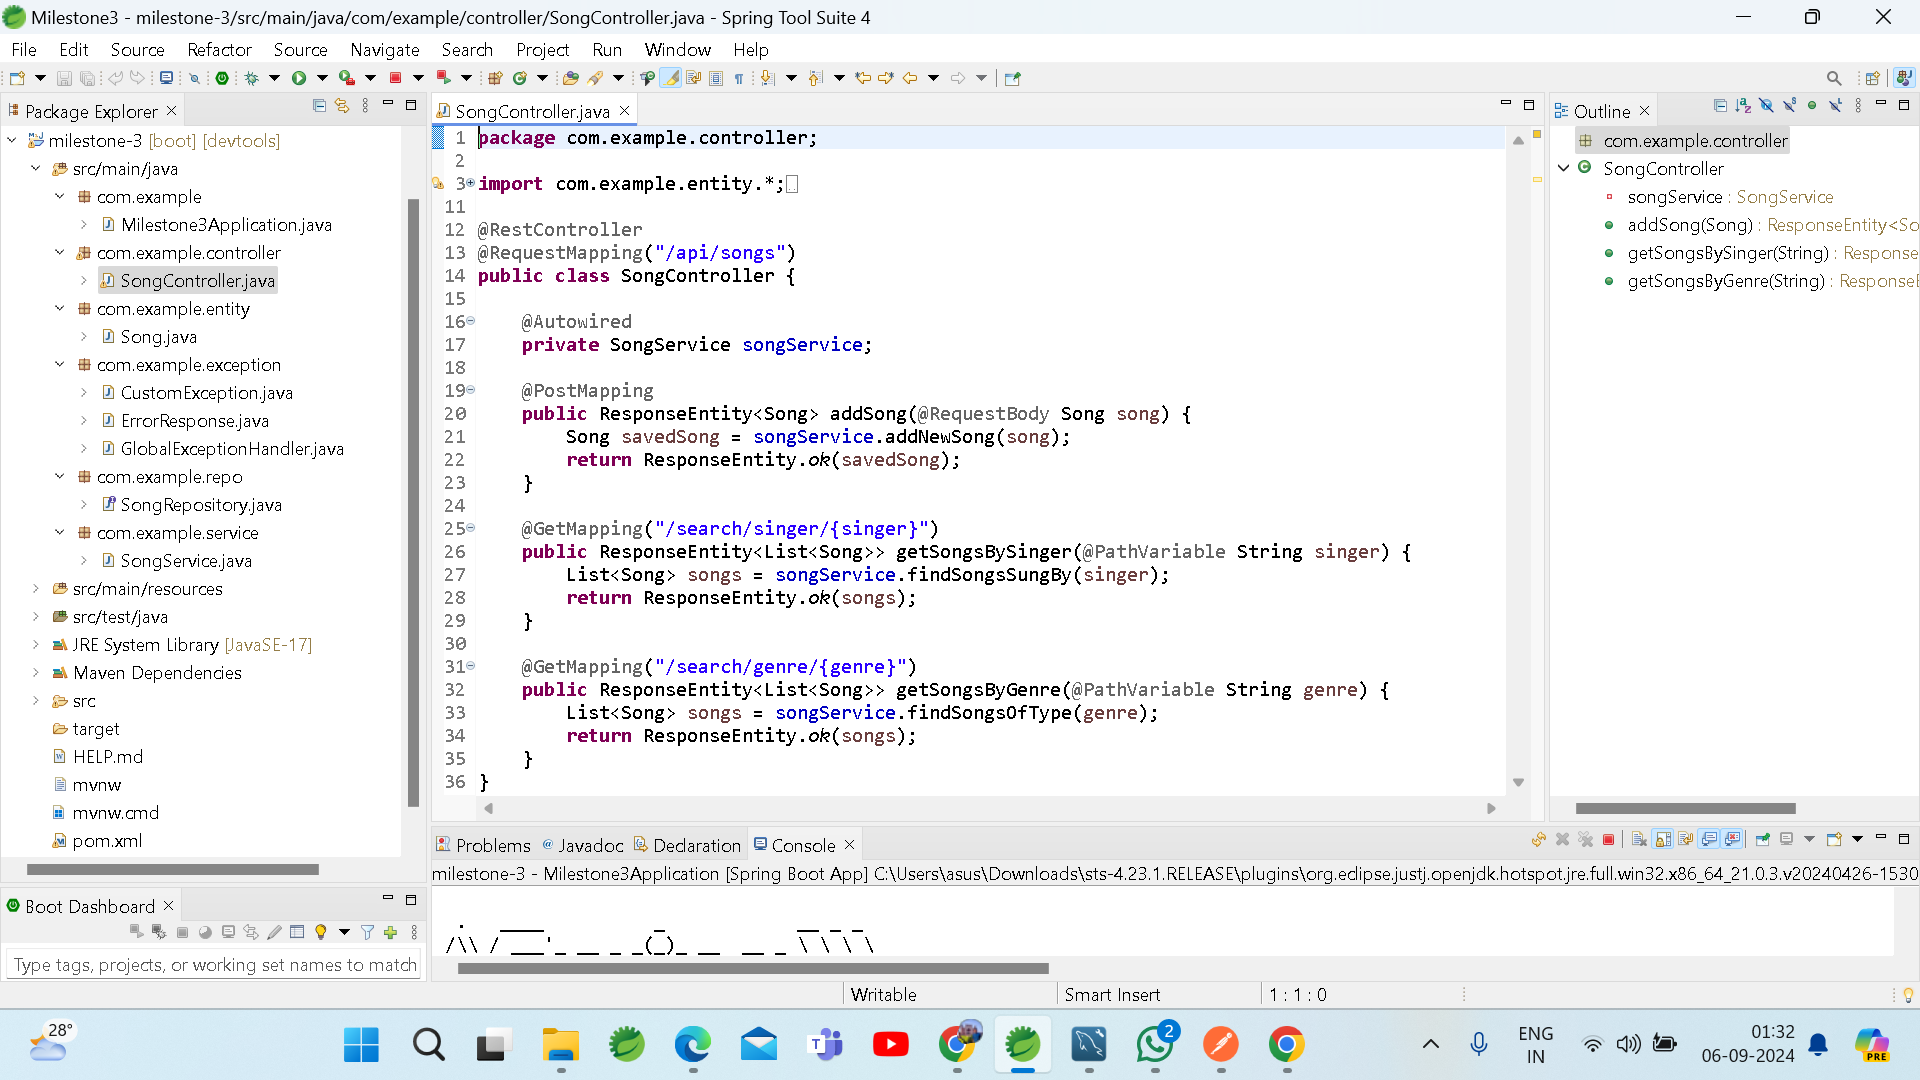 Milestone3 - milestone-3/src/main/java/com/example/controller/SongController.java - Spring Tool Suite 4
File Edit Source Refactor Source Navigate Search Project Run Window Help
Package Explorer
milestone-3 [boot] [devtools]
src/main/java
com.example
Milestone3Application.java
com.example.controller
SongController.java
com.example.entity
Song.java
com.example.exception
CustomException.java
ErrorResponse.java
GlobalExceptionHandler.java
com.example.repo
SongRepository.java
com.example.service
SongService.java
src/main/resources
src/test/java
JRE System Library [JavaSE-17]
Maven Dependencies
src
target
HELP.md
mvnw
mvnw.cmd
pom.xml
Boot Dashboard
Type tags, projects, or working set names to match
SongController.java
1 package com.example.controller;
2
3 import com.example.entity.*;
11
12 @RestController
13 @RequestMapping("/api/songs")
14 public class SongController {
15
16 @Autowired
17 private SongService songService;
18
19 @PostMapping
20 public ResponseEntity<Song> addSong(@RequestBody Song song) {
21 Song savedSong = songService.addNewSong(song);
22 return ResponseEntity.ok(savedSong);
23 }
24
25 @GetMapping("/search/singer/{singer}")
26 public ResponseEntity<List<Song>> getSongsBySinger(@PathVariable String singer) {
27 List<Song> songs = songService.findSongsSungBy(singer);
28 return ResponseEntity.ok(songs);
29 }
30
31 @GetMapping("/search/genre/{genre}")
32 public ResponseEntity<List<Song>> getSongsByGenre(@PathVariable String genre) {
33 List<Song> songs = songService.findSongsOfType(genre);
34 return ResponseEntity.ok(songs);
35 }
36 }
Outline
com.example.controller
SongController
songService : SongService
addSong(Song) : ResponseEntity<So
getSongsBySinger(String) : Response
getSongsByGenre(String) : ResponseE
Problems Javadoc Declaration Console
milestone-3 - Milestone3Application [Spring Boot App] C:\Users\asus\Downloads\sts-4.23.1.RELEASE\plugins\org.eclipse.justj.openjdk.hotspot.jre.full.win32.x86_64_21.0.3.v20240426-1530
. ____ _ __ _ _
/\\ / ___'_ __ _ _(_)_ __ __ _ \ \ \ \
Writable Smart Insert 1 : 1 : 0
28°
2
ENG
IN
01:32
06-09-2024
PRE